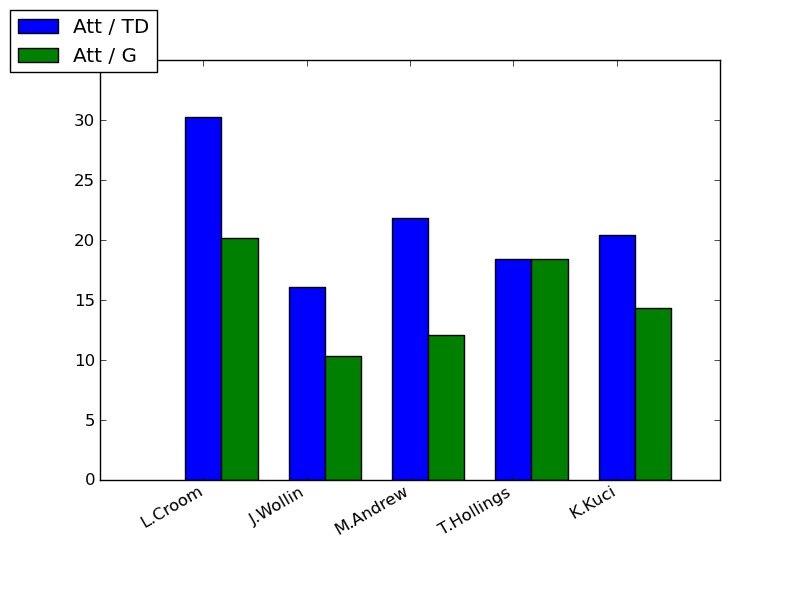 Att / TD
Att / G
30
25
20
15
10
5
0
L.Croom
J.Wollin
M.Andrew
T.Hollings
K.Kuci